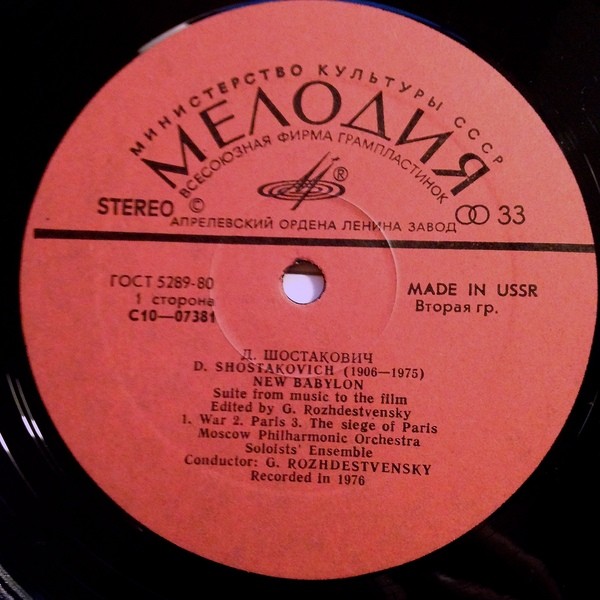 МИНИСТЕРСТВО КУЛЬТУРЫ СССР
МЕЛОДИЯ
ВСЕСОЮЗНАЯ ФИРМА ГРАМПЛАСТИНОК
®
STEREO ©
33
АПРЕЛЕВСКИЙ ОРДЕНА ЛЕНИНА ЗАВОД
ГОСТ 5289-80
1 сторона
С10—07381
MADE IN USSR
Вторая гр.
Д. ШОСТАКОВИЧ
D. SHOSTAKOVICH (1906—1975)
NEW BABYLON
Suite from music to the film
Edited by G. Rozhdestvensky
1. War 2. Paris 3. The siege of Paris
Moscow Philharmonic Orchestra
Soloists' Ensemble
Conductor: G. ROZHDESTVENSKY
Recorded in 1976